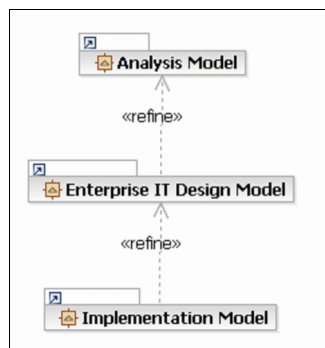 Analysis Model
«refine»
Enterprise IT Design Model
«refine»
Implementation Model